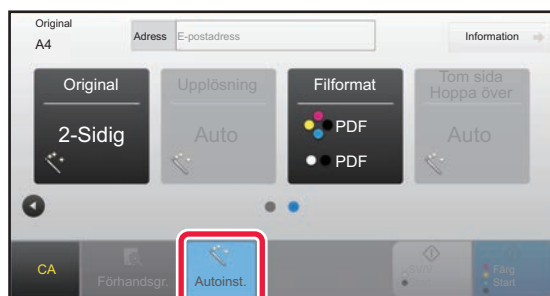 Original
A4
Adress
E-postadress
Information
Original
2-Sidig
Upplösning
Auto
Filformat
PDF
PDF
Tom sida
Hoppa över
Auto
CA
Förhandsgr.
Autoinst.
Färg
Start